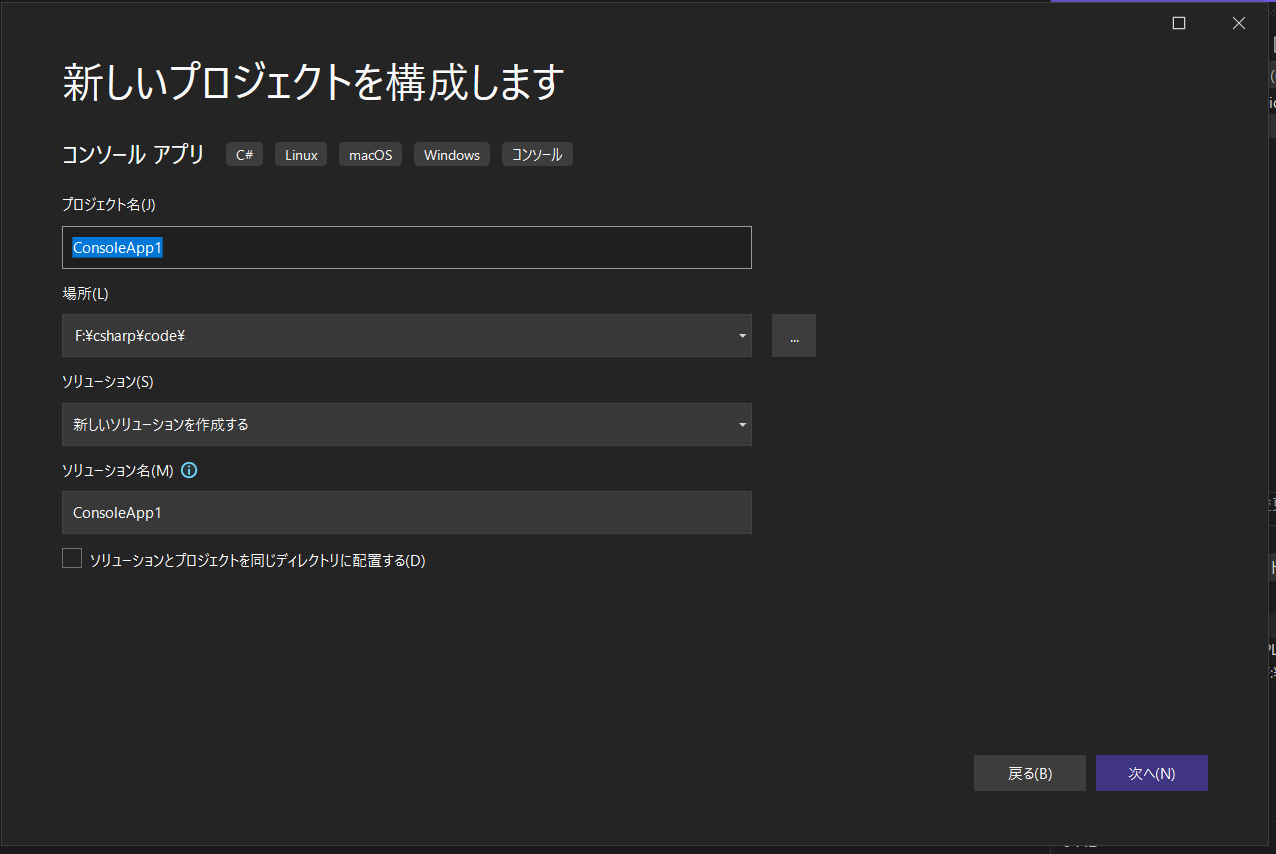 新しいプロジェクトを構成します
コンソール アプリ C# Linux macOS Windows コンソール
プロジェクト名(J)
ConsoleApp1
場所(L)
F:¥csharp¥code¥
...
ソリューション(S)
新しいソリューションを作成する
ソリューション名(M)
ConsoleApp1
ソリューションとプロジェクトを同じディレクトリに配置する(D)
戻る(B) 次へ(N)